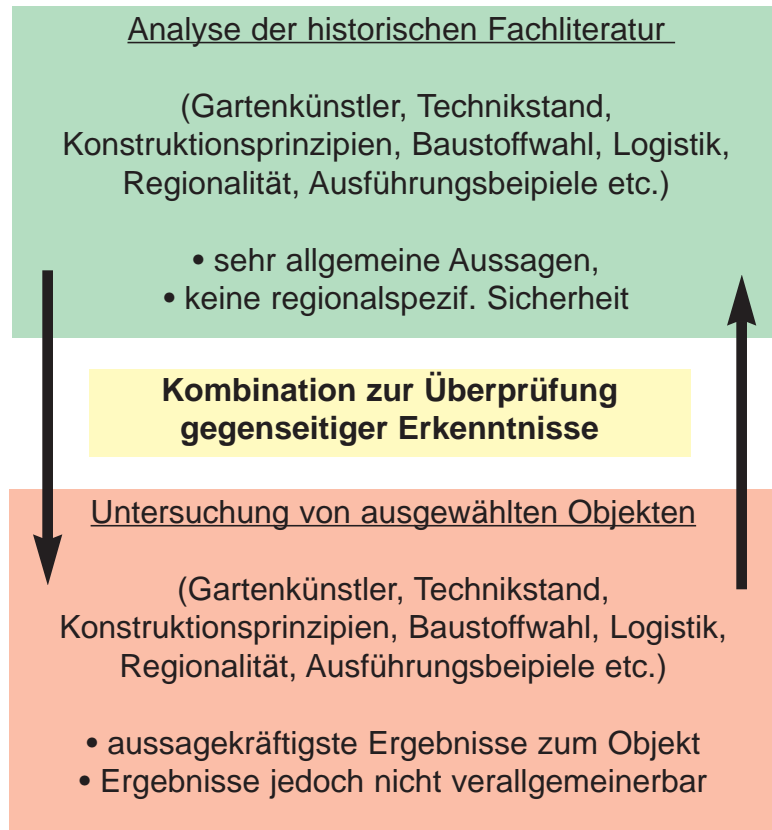 Analyse der historischen Fachliteratur
(Gartenkünstler, Technikstand,
Konstruktionsprinzipien, Baustoffwahl, Logistik,
Regionalität, Ausführungsbeipiele etc.)
• sehr allgemeine Aussagen,
• keine regionalspezif. Sicherheit
Kombination zur Überprüfung
gegenseitiger Erkenntnisse
Untersuchung von ausgewählten Objekten
(Gartenkünstler, Technikstand,
Konstruktionsprinzipien, Baustoffwahl, Logistik,
Regionalität, Ausführungsbeipiele etc.)
• aussagekräftigste Ergebnisse zum Objekt
• Ergebnisse jedoch nicht verallgemeinerbar